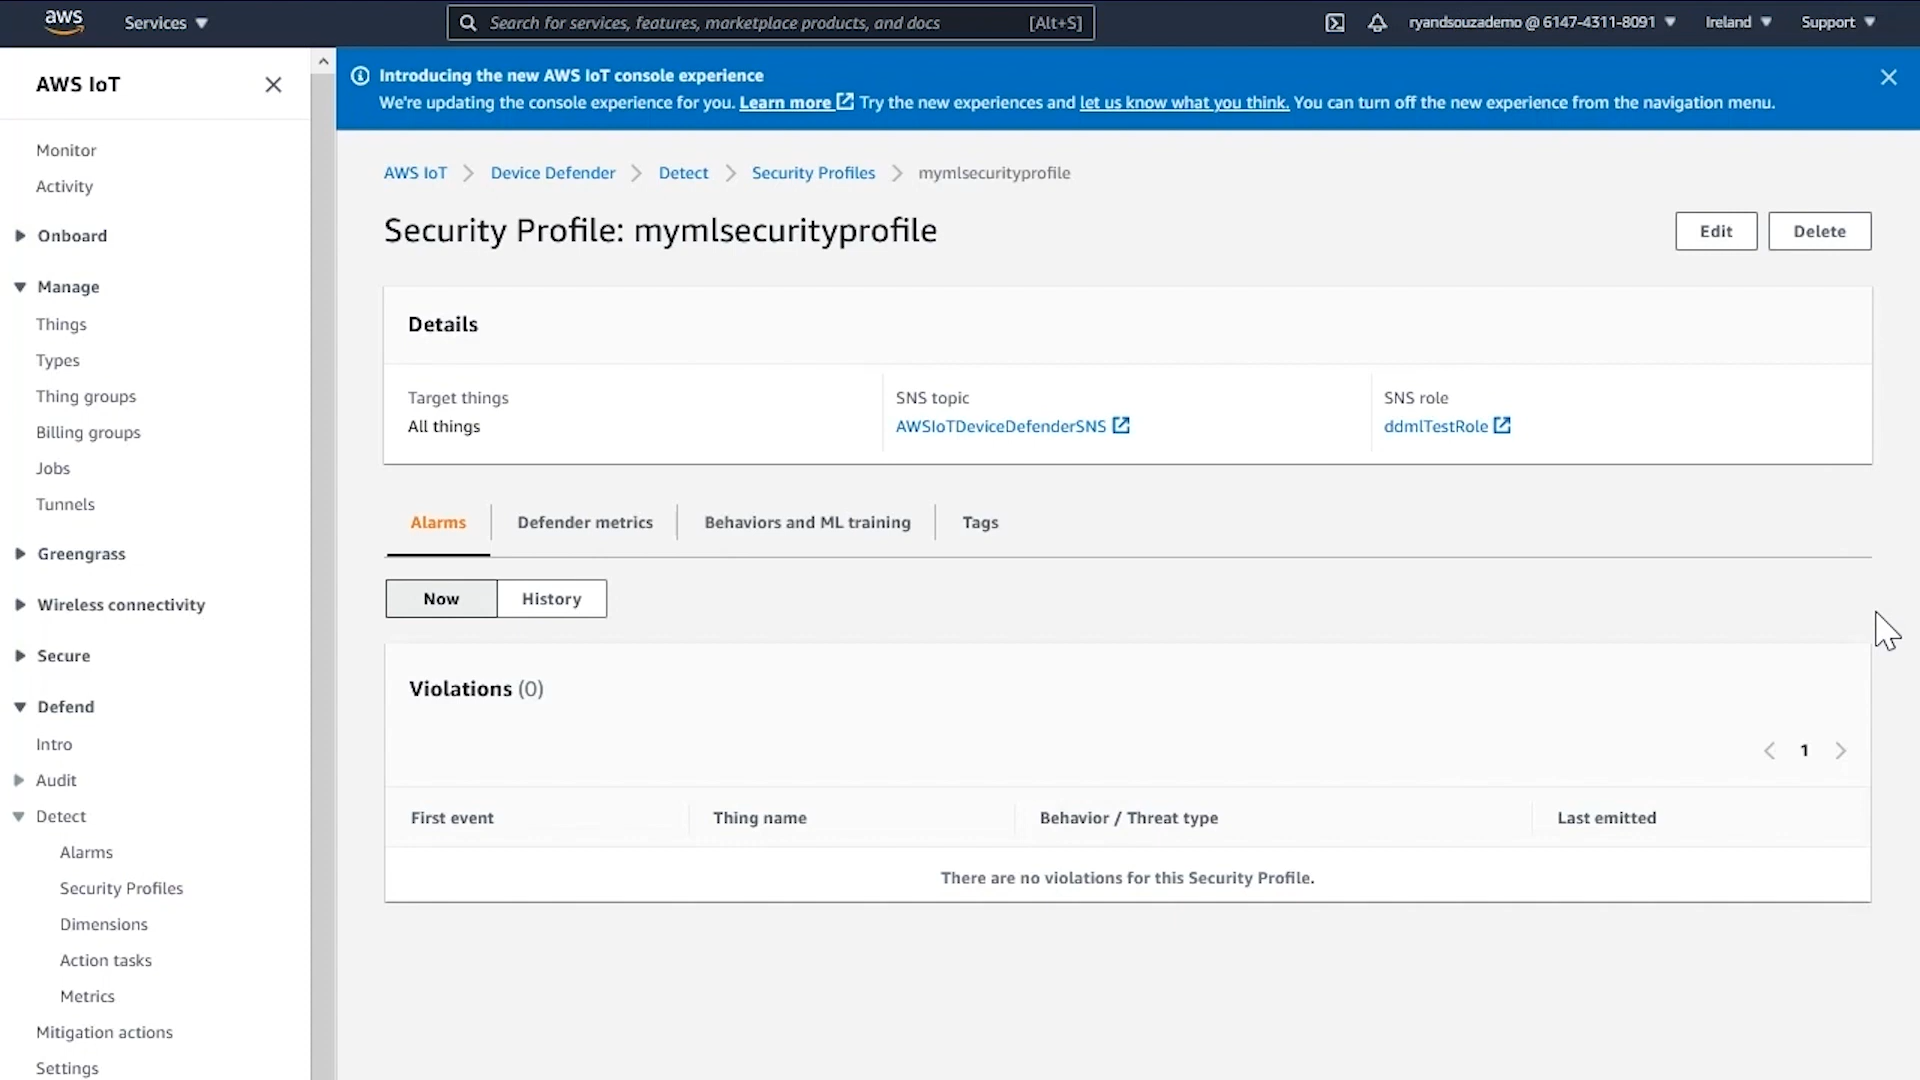 aws
Services
Search for services, features, marketplace products, and docs
[Alt+S]
ryandsouzademo @ 6147-4311-8091
Ireland
Support
AWS IoT
Introducing the new AWS IoT console experience
We're updating the console experience for you. Learn more Try the new experiences and let us know what you think. You can turn off the new experience from the navigation menu.
Monitor
Activity
Onboard
Manage
Things
Types
Thing groups
Billing groups
Jobs
Tunnels
Greengrass
Wireless connectivity
Secure
Defend
Intro
Audit
Detect
Alarms
Security Profiles
Dimensions
Action tasks
Metrics
Mitigation actions
Settings
AWS IoT
Device Defender
Detect
Security Profiles
mymlsecurityprofile
Security Profile: mymlsecurityprofile
Edit
Delete
Details
Target things
All things
SNS topic
AWSIoTDeviceDefenderSNS
SNS role
ddmlTestRole
Alarms
Defender metrics
Behaviors and ML training
Tags
Now
History
Violations (0)
1
First event
Thing name
Behavior / Threat type
Last emitted
There are no violations for this Security Profile.